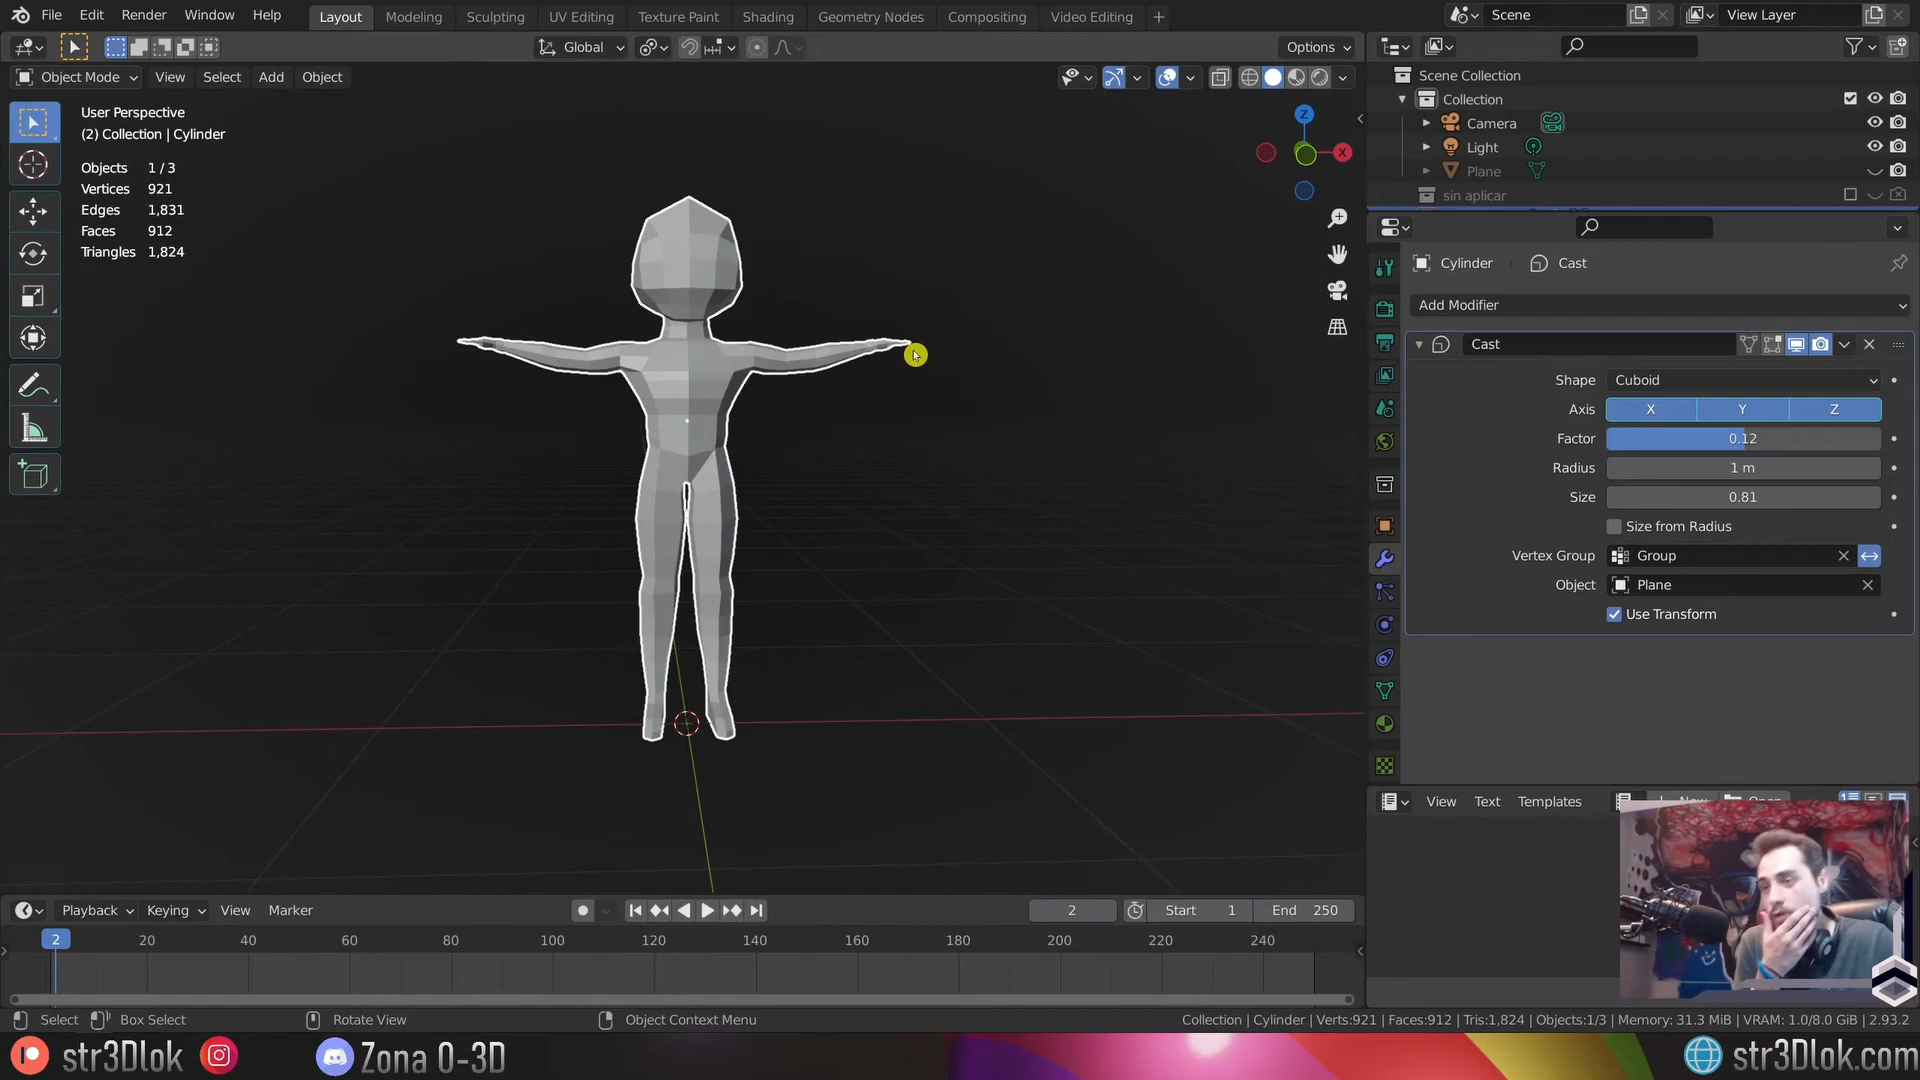 File Edit Render Window Help Layout Modeling Sculpting UV Editing Texture Paint Shading Geometry Nodes Compositing Video Editing + Scene View Layer
Global Options
Object Mode View Select Add Object
User Perspective
(2) Collection | Cylinder
Objects 1 / 3
Vertices 921
Edges 1,831
Faces 912
Triangles 1,824
Z
X
Scene Collection
Collection
Camera
Light
Plane
sin aplicar
Cylinder Cast
Add Modifier
Cast
Shape Cuboid
Axis X Y Z
Factor 0.12
Radius 1 m
Size 0.81
Size from Radius
Vertex Group Group
Object Plane
Use Transform
View Text Templates
Playback Keying View Marker 2 Start 1 End 250
2 20 40 60 80 100 120 140 160 180 200 220 240
Select Box Select Rotate View Object Context Menu Collection | Cylinder | Verts:921 | Faces:912 | Tris:1,824 | Objects:1/3 | Memory: 31.3 MiB | VRAM: 1.0/8.0 GiB | 2.93.2
str3Dlok Zona 0-3D str3Dlok.com